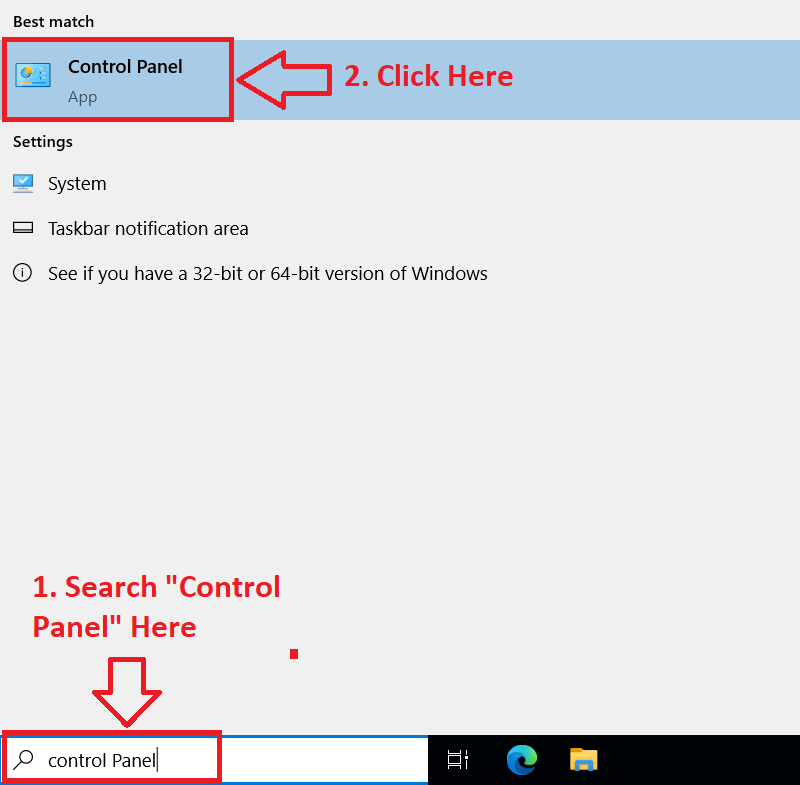 Best match
Control Panel
App
2. Click Here
Settings
System
Taskbar notification area
See if you have a 32-bit or 64-bit version of Windows
1. Search "Control
Panel" Here
control Panel